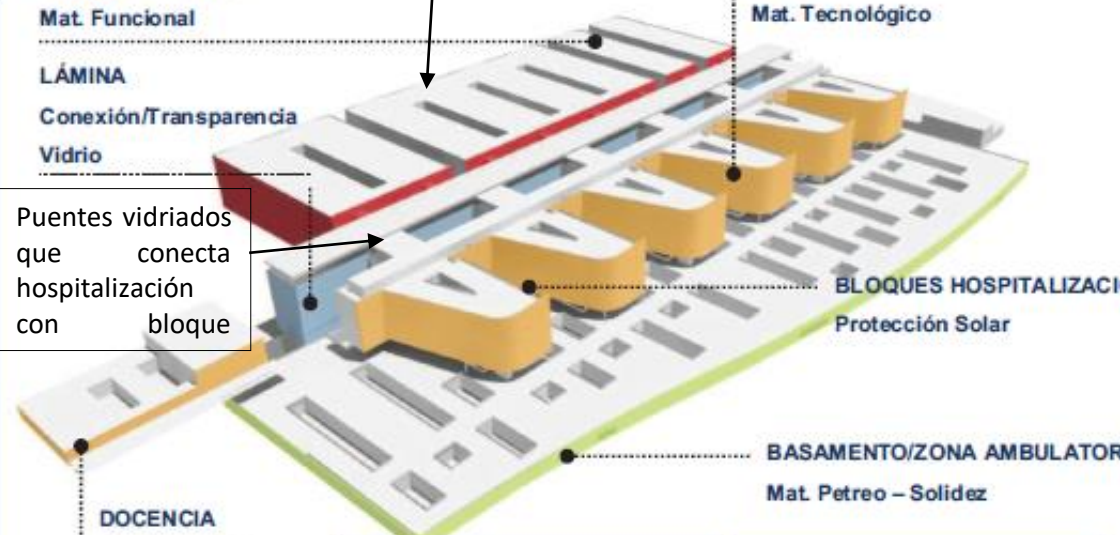 Mat. Funcional
Mat. Tecnológico
LÁMINA
Conexión/Transparencia
Vidrio
Puentes vidriados
que conecta
hospitalización
con bloque
BLOQUES HOSPITALIZACI
Protección Solar
BASAMENTO/ZONA AMBULATOR
Mat. Petreo – Solidez
DOCENCIA